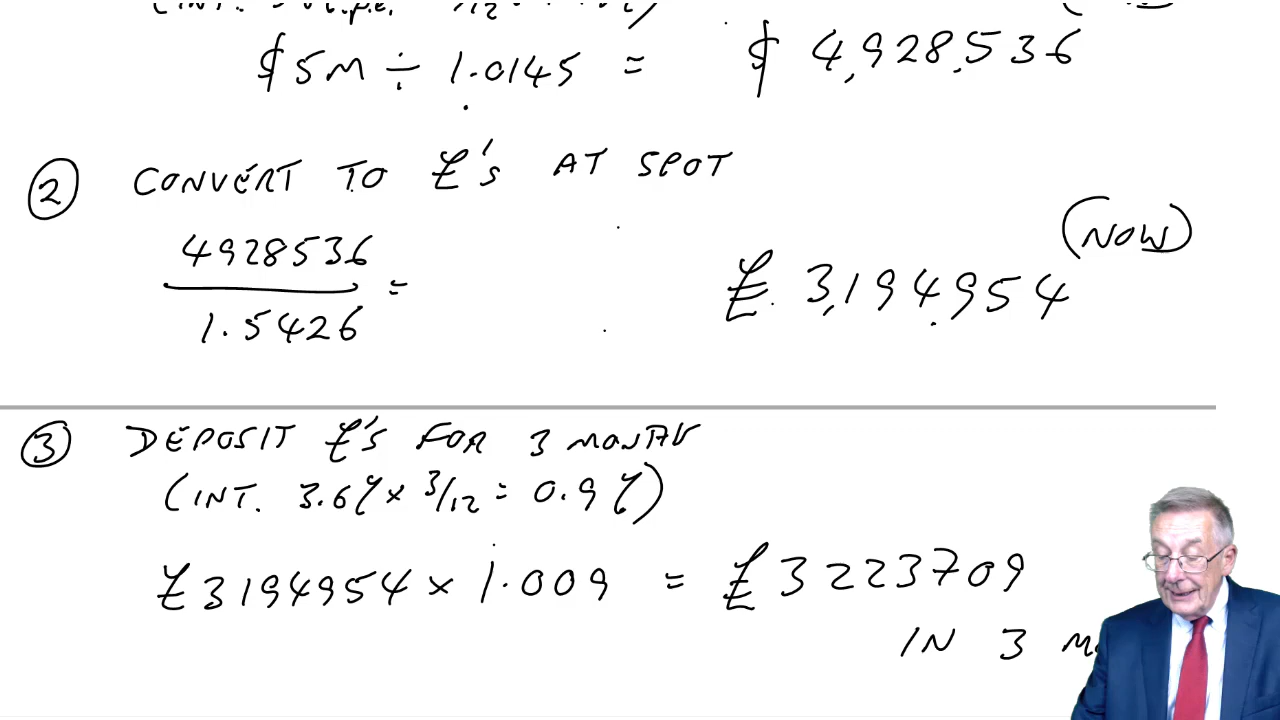 $5M ÷ 1.0145 = $ 4,928,536
② CONVERT TO £'s AT SPOT
4928536
1.5426
=
(NOW)
£ 3,194,954
③ DEPOSIT £'s FOR 3 MONTHS
(INT. 3.6% × 3/12 = 0.9%)
£3194954 × 1.009 = £3223709
IN 3